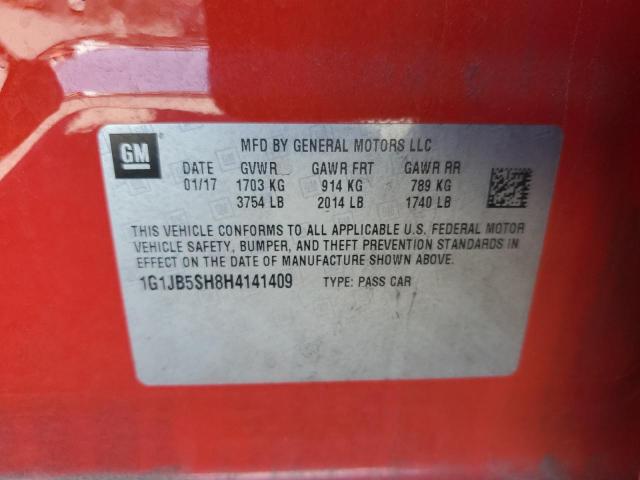 GM
MFD BY GENERAL MOTORS LLC
DATE GVWR GAWR FRT GAWR RR
01/17 1703 KG 914 KG 789 KG
3754 LB 2014 LB 1740 LB
THIS VEHICLE CONFORMS TO ALL APPLICABLE U.S. FEDERAL MOTOR
VEHICLE SAFETY, BUMPER, AND THEFT PREVENTION STANDARDS IN
EFFECT ON THE DATE OF MANUFACTURE SHOWN ABOVE.
1G1JB5SH8H4141409 TYPE: PASS CAR